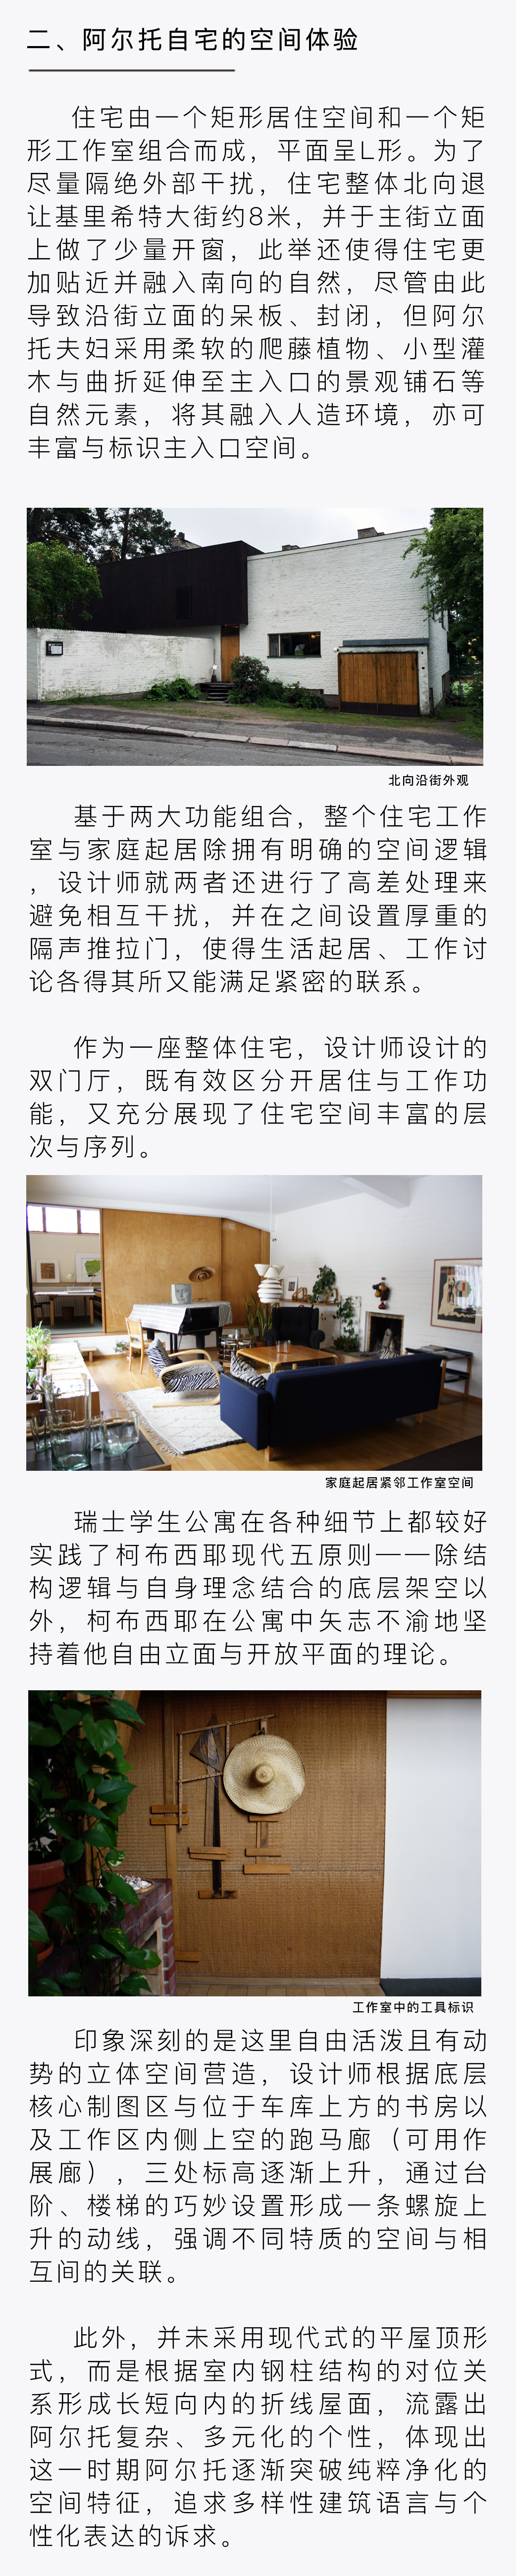 二、阿尔托自宅的空间体验
住宅由一个矩形居住空间和一个矩
形工作室组合而成，平面呈L形。为了
尽量隔绝外部干扰，住宅整体北向退
让基里希特大街约8米，并于主街立面
上做了少量开窗，此举还使得住宅更
加贴近并融入南向的自然，尽管由此
导致沿街立面的呆板、封闭，但阿尔
托夫妇采用柔软的爬藤植物、小型灌
木与曲折延伸至主入口的景观铺石等
自然元素，将其融入人造环境，亦可
丰富与标识主入口空间。
北向沿街外观
基于两大功能组合，整个住宅工作
室与家庭起居除拥有明确的空间逻辑
，设计师就两者还进行了高差处理来
避免相互干扰，并在之间设置厚重的
隔声推拉门，使得生活起居、工作讨
论各得其所又能满足紧密的联系。
作为一座整体住宅，设计师设计的
双门厅，既有效区分开居住与工作功
能，又充分展现了住宅空间丰富的层
次与序列。
家庭起居紧邻工作室空间
瑞士学生公寓在各种细节上都较好
实践了柯布西耶现代五原则——除结
构逻辑与自身理念结合的底层架空以
外，柯布西耶在公寓中矢志不渝地坚
持着他自由立面与开放平面的理论。
工作室中的工具标识
印象深刻的是这里自由活泼且有动
势的立体空间营造，设计师根据底层
核心制图区与位于车库上方的书房以
及工作区内侧上空的跑马廊（可用作
展廊），三处标高逐渐上升，通过台
阶、楼梯的巧妙设置形成一条螺旋上
升的动线，强调不同特质的空间与相
互间的关联。
此外，并未采用现代式的平屋顶形
式，而是根据室内钢柱结构的对位关
系形成长短向内的折线屋面，流露出
阿尔托复杂、多元化的个性，体现出
这一时期阿尔托逐渐突破纯粹净化的
空间特征，追求多样性建筑语言与个
性化表达的诉求。